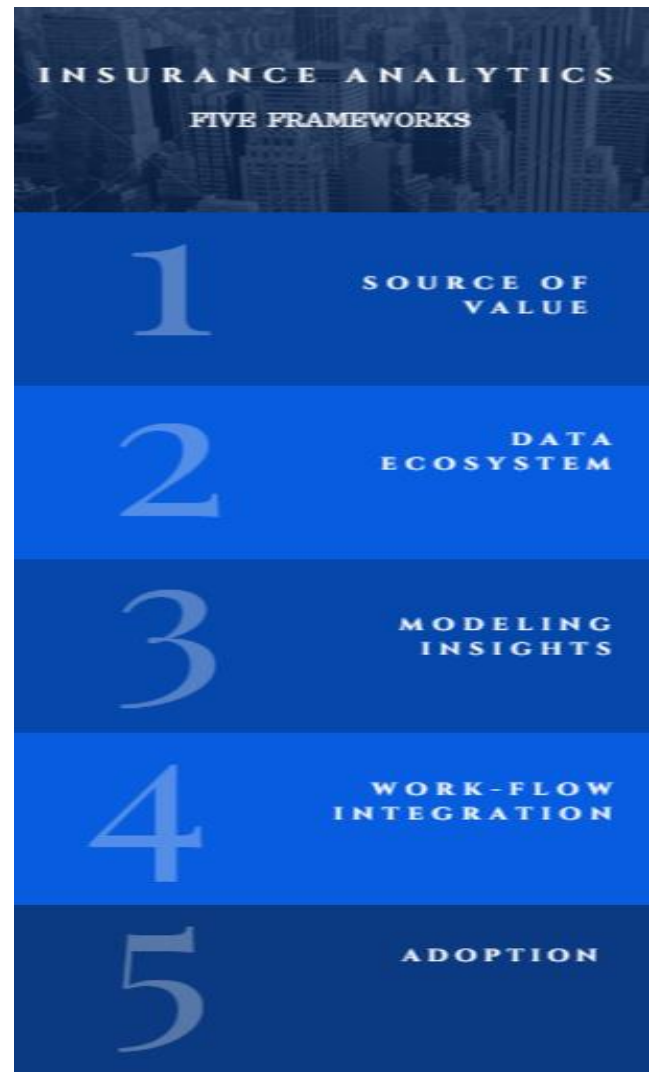 INSURANCE ANALYTICS
FIVE FRAMEWORKS
1
SOURCE OF
VALUE
2
DATA
ECOSYSTEM
3
MODELING
INSIGHTS
4
WORK-FLOW
INTEGRATION
5
ADOPTION